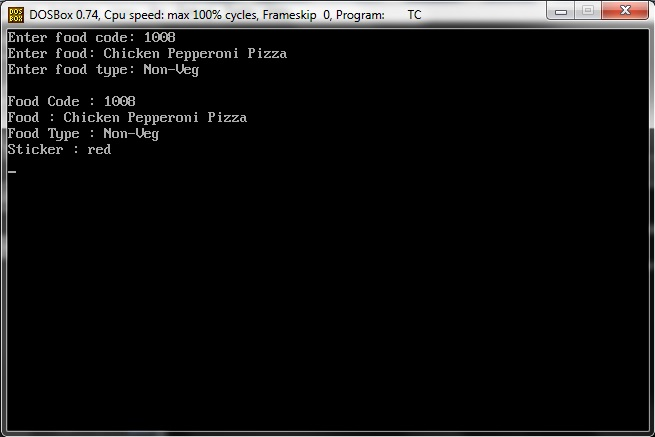 DOSBox 0.74, Cpu speed: max 100% cycles, Frameskip 0, Program: TC
Enter food code: 1008
Enter food: Chicken Pepperoni Pizza
Enter food type: Non-Veg
Food Code : 1008
Food : Chicken Pepperoni Pizza
Food Type : Non-Veg
Sticker : red